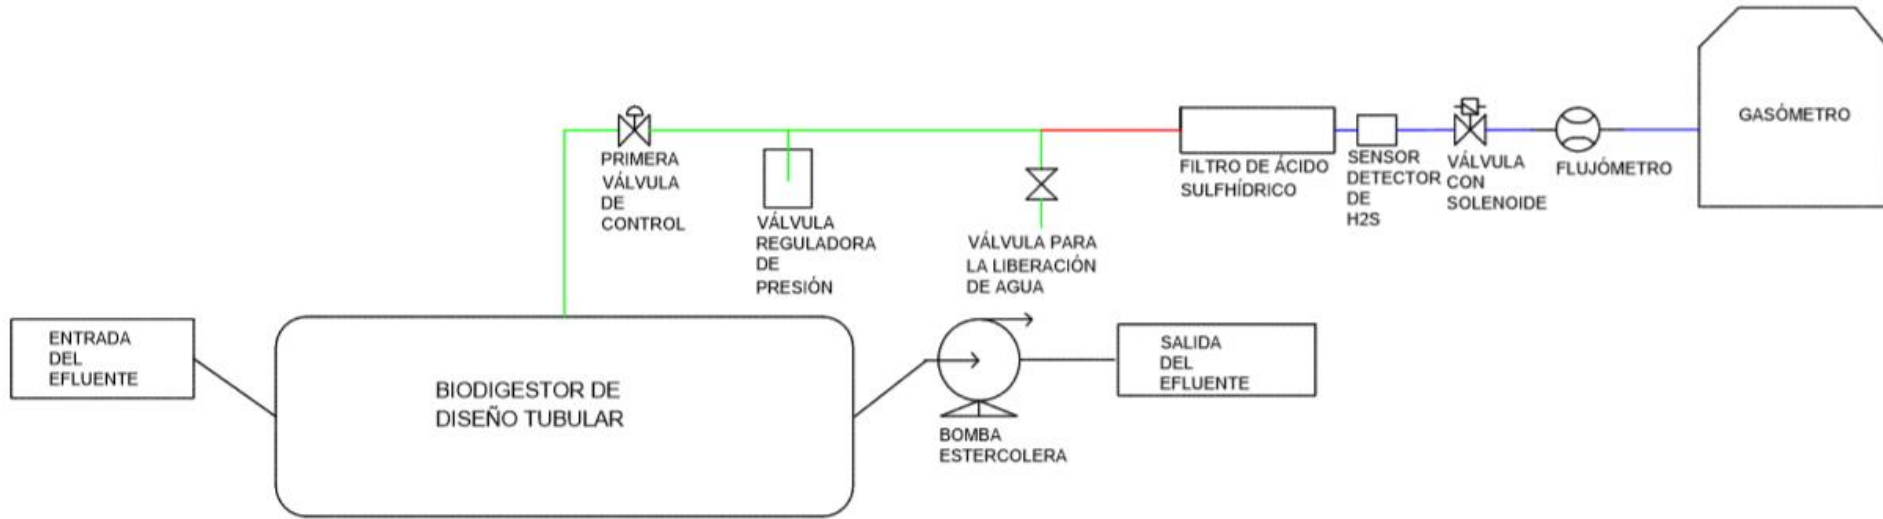 GASÓMETRO
PRIMERA
VÁLVULA
DE
CONTROL
VÁLVULA
REGULADORA
DE
PRESIÓN
VÁLVULA PARA
LA LIBERACIÓN
DE AGUA
FILTRO DE ÁCIDO
SULFHÍDRICO
SENSOR
DETECTOR
DE
H2S
VÁLVULA
CON
SOLENOIDE
FLUJÓMETRO
ENTRADA
DEL
EFLUENTE
BIODIGESTOR DE
DISEÑO TUBULAR
BOMBA
ESTERCOLERA
SALIDA
DEL
EFLUENTE